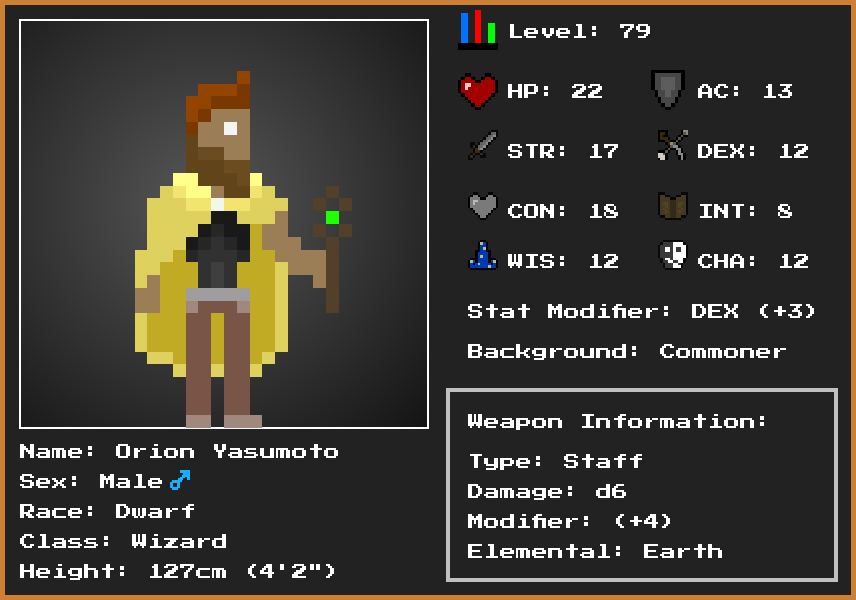 Level: 79
HP: 22
AC: 13
STR: 17
DEX: 12
CON: 18
INT: 8
WIS: 12
CHA: 12
Stat Modifier: DEX (+3)
Background: Commoner
Weapon Information:
Type: Staff
Damage: d6
Modifier: (+4)
Elemental: Earth
Name: Orion Yasumoto
Sex: Male♂
Race: Dwarf
Class: Wizard
Height: 127cm (4'2")